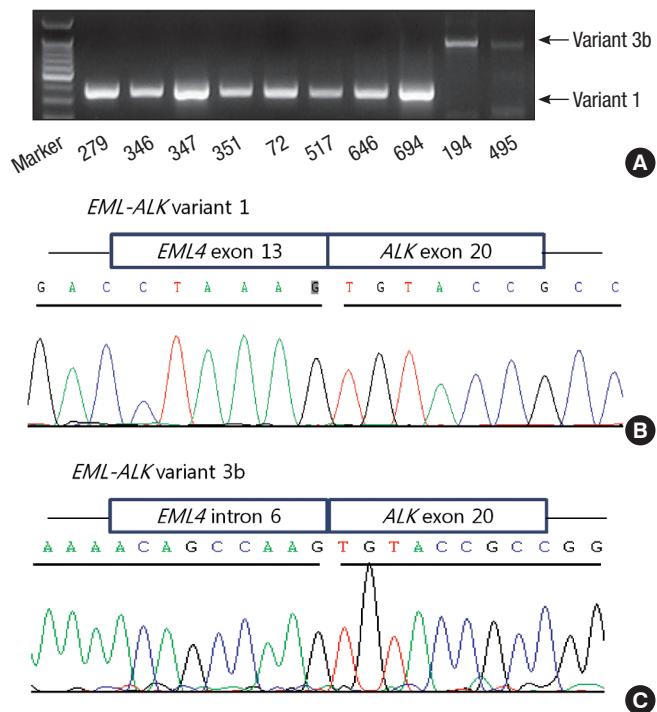 Variant 3b
Variant 1
Marker 279 346 347 351 72 517 646 694 194 495
A
EML-ALK variant 1
EML4 exon 13 ALK exon 20
G A C C T A A A G T G T A C C G C C
B
EML-ALK variant 3b
EML4 intron 6 ALK exon 20
A A A A C A G C C A A G T G T A C C G C C G G
C